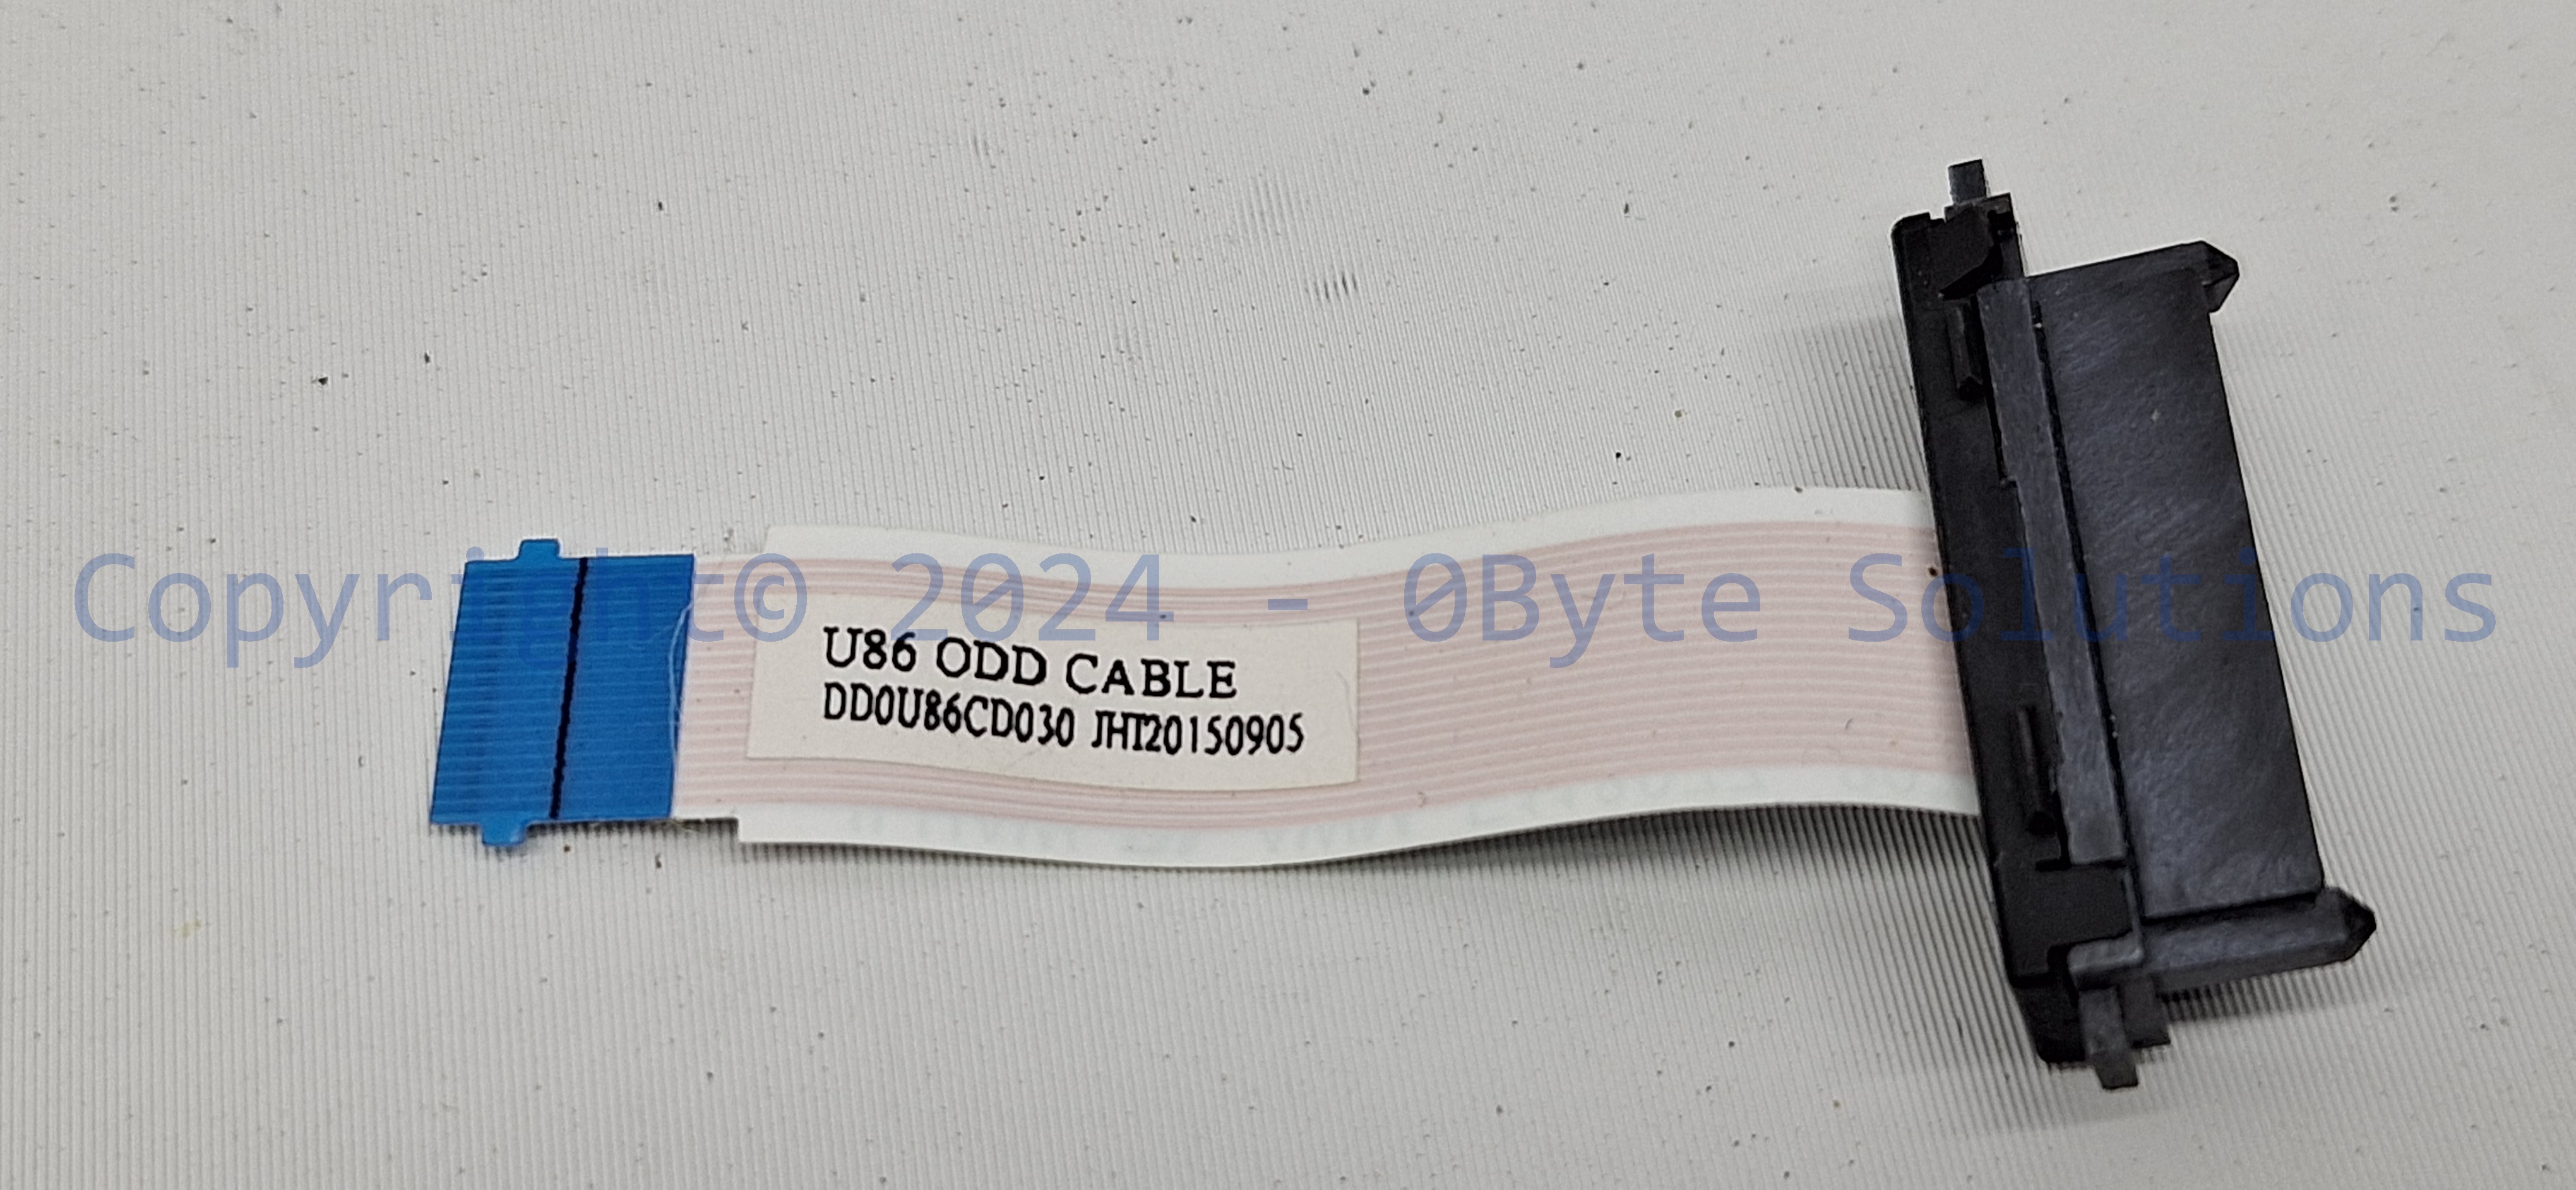 Copyright© 2024 - 0Byte Solutions
U86 ODD CABLE
DD0U86CD030 JHT20150905